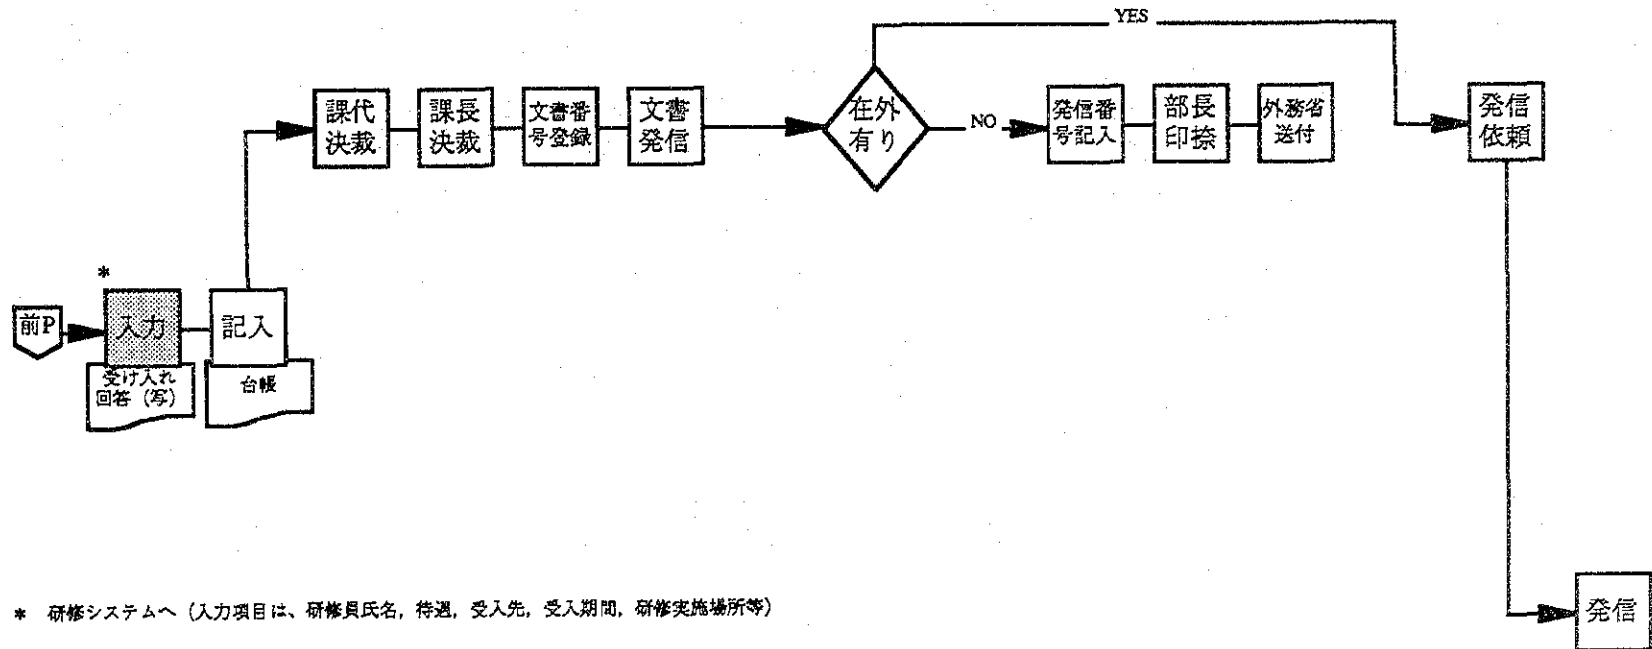 YES
課代
決裁
課長
決裁
文書番
号登録
文書
発信
在外
有り
NO
発信番
号記入
部長
印捺
外務省
送付
発信
依頼
*
前P
入力
記入
受け入れ
回答（写）
台帳
発信
* 研修システムへ（入力項目は、研修員氏名，待遇，受入先，受入期間，研修実施場所等）